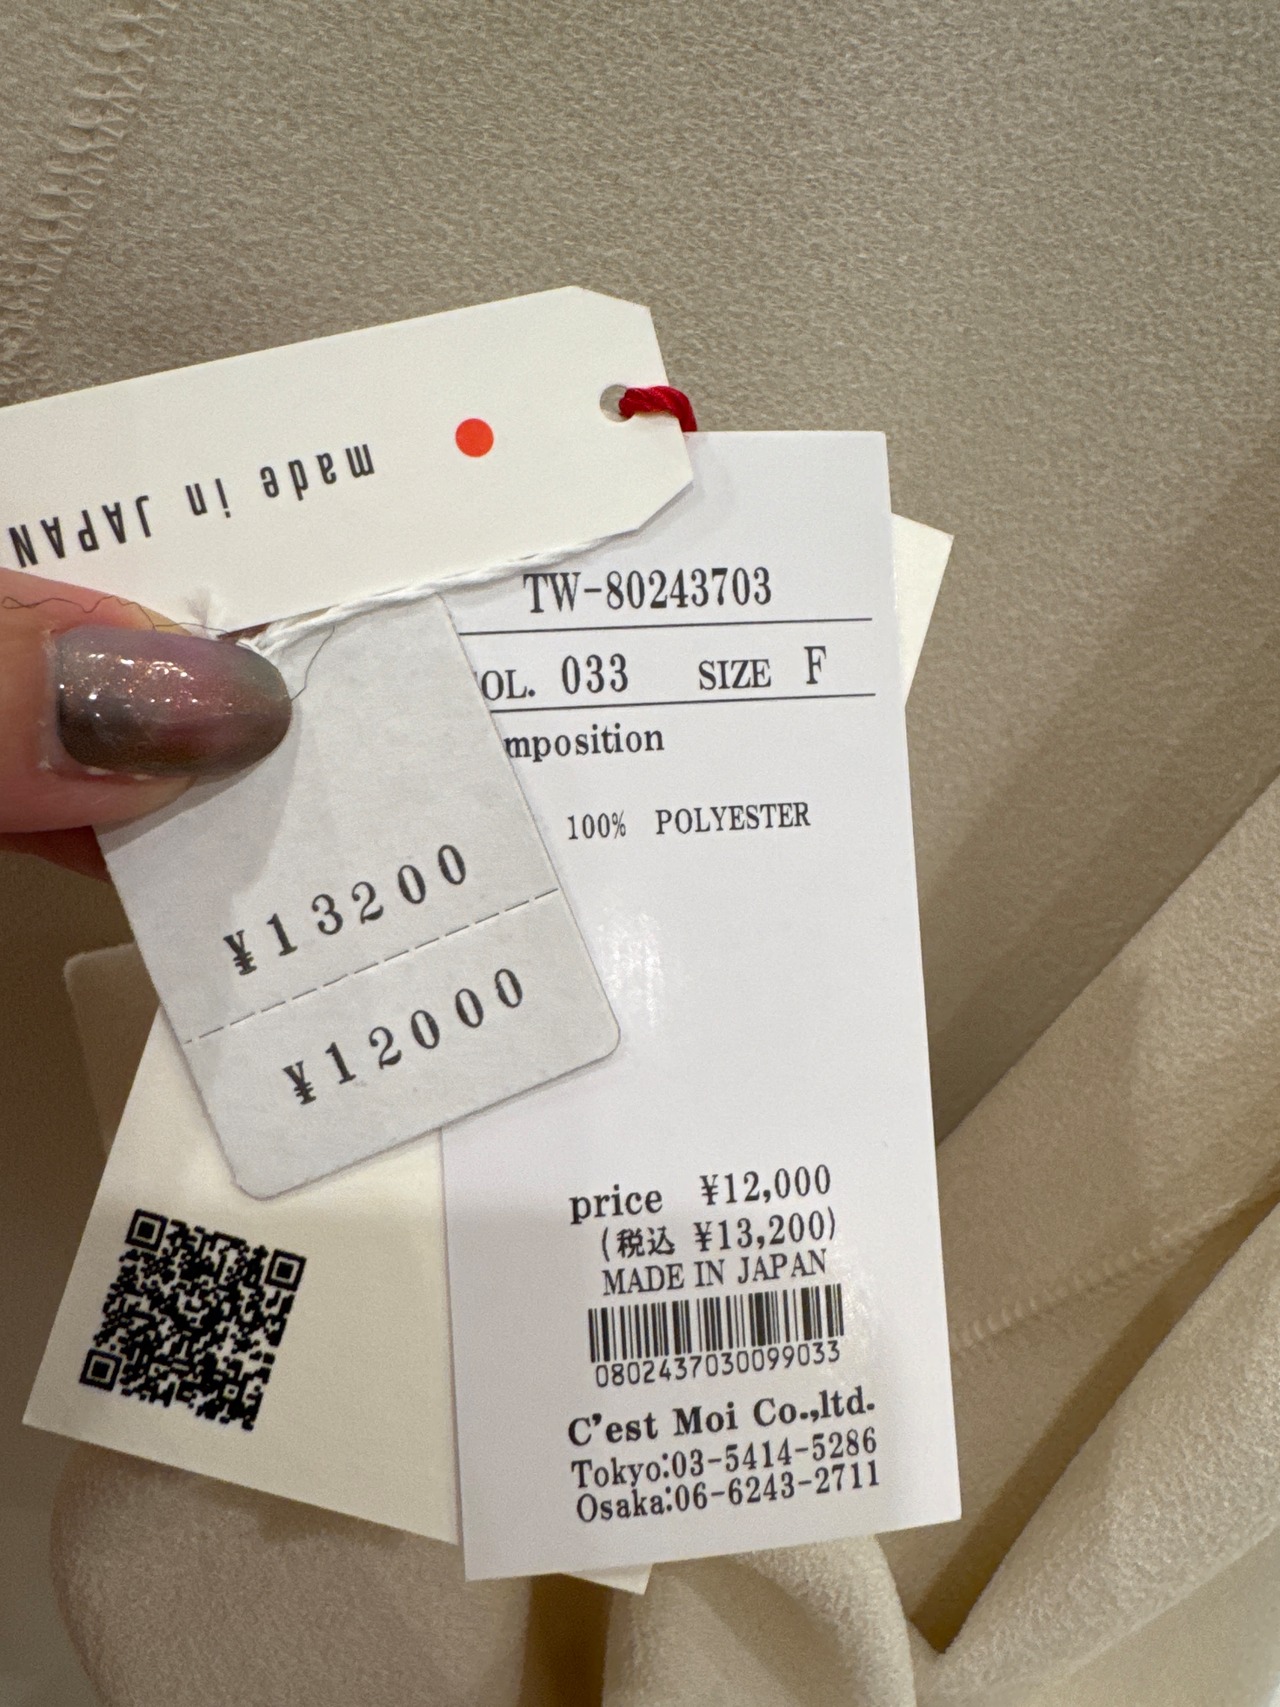 made in JAPAN
TW-80243703
OL. 033 SIZE F
mposition
100% POLYESTER
¥13200
¥12000
price ¥12,000
(税込 ¥13,200)
MADE IN JAPAN
0802437030099033
C'est Moi Co.,ltd.
Tokyo:03-5414-5286
Osaka:06-6243-2711